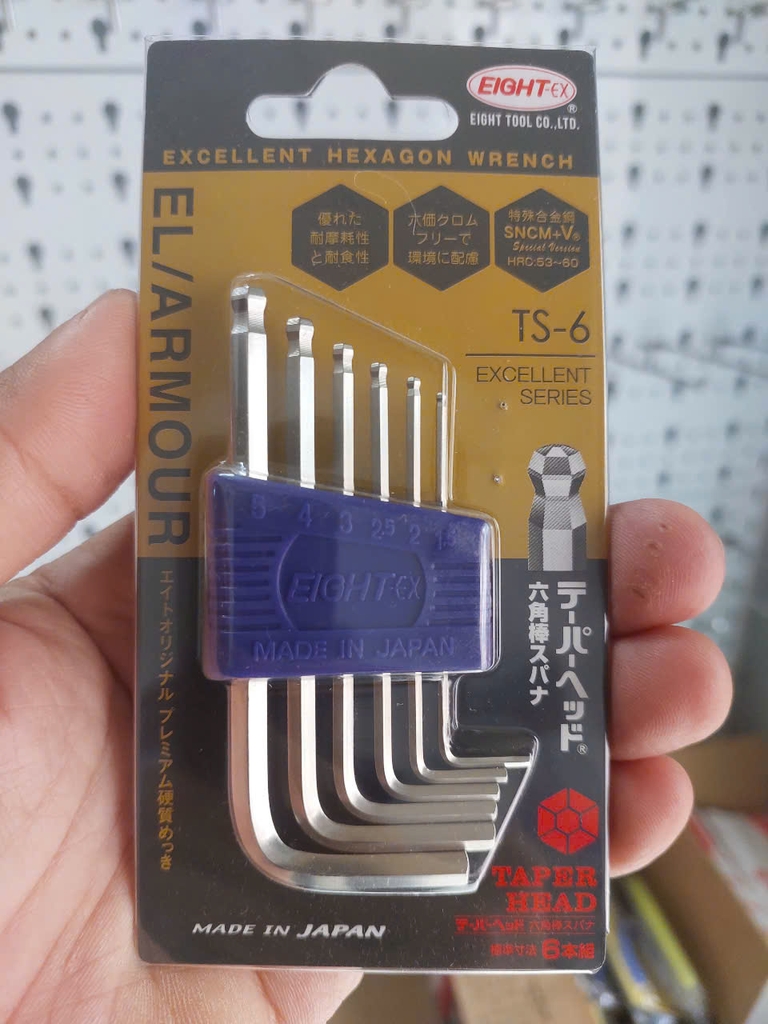 EIGHT-EX
®
EIGHT TOOL CO.,LTD.
EXCELLENT HEXAGON WRENCH
EL/ARMOUR
優れた
耐摩耗性
と耐食性
六価クロム
フリーで
環境に配慮
特殊合金鋼
SNCM+V®
Special Version
HRC.53~60
TS-6
EXCELLENT
SERIES
5 4 3 2.5 2 1.5
EIGHT-EX
MADE IN JAPAN
テーパーヘッド®
六角棒スパナ
エイトオリジナル プレミアム硬質めっき
TAPER
HEAD
テーパーヘッド 六角棒スパナ
標準寸法 6本組
MADE IN JAPAN